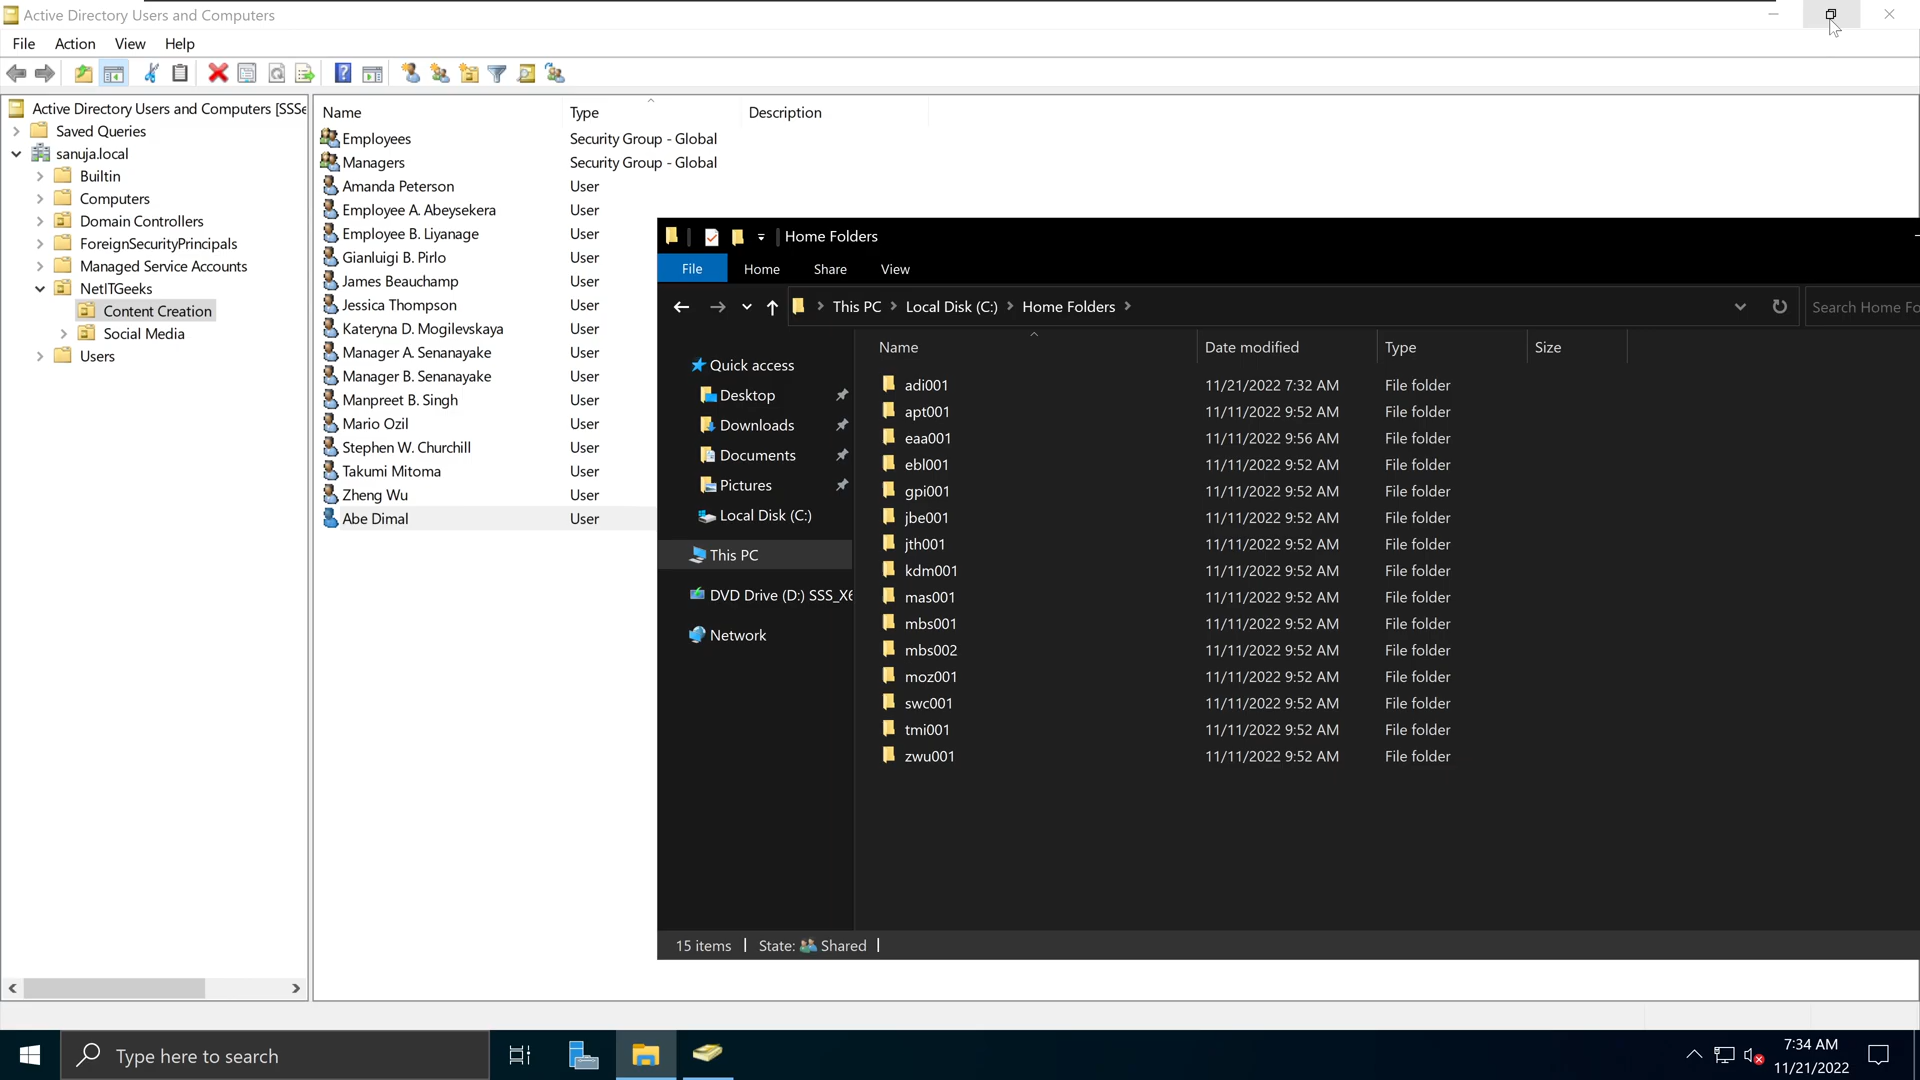 Active Directory Users and Computers
File Action View Help
Active Directory Users and Computers [SSSe
Saved Queries
sanuja.local
Builtin
Computers
Domain Controllers
ForeignSecurityPrincipals
Managed Service Accounts
NetITGeeks
Content Creation
Social Media
Users
Name Type Description
Employees Security Group - Global
Managers Security Group - Global
Amanda Peterson User
Employee A. Abeysekera User
Employee B. Liyanage User
Gianluigi B. Pirlo User
James Beauchamp User
Jessica Thompson User
Kateryna D. Mogilevskaya User
Manager A. Senanayake User
Manager B. Senanayake User
Manpreet B. Singh User
Mario Ozil User
Stephen W. Churchill User
Takumi Mitoma User
Zheng Wu User
Abe Dimal User
Home Folders
File Home Share View
This PC Local Disk (C:) Home Folders
Search Home Fo
Quick access
Desktop
Downloads
Documents
Pictures
Local Disk (C:)
This PC
DVD Drive (D:) SSS_X6
Network
Name Date modified Type Size
adi001 11/21/2022 7:32 AM File folder
apt001 11/11/2022 9:52 AM File folder
eaa001 11/11/2022 9:56 AM File folder
ebl001 11/11/2022 9:52 AM File folder
gpi001 11/11/2022 9:52 AM File folder
jbe001 11/11/2022 9:52 AM File folder
jth001 11/11/2022 9:52 AM File folder
kdm001 11/11/2022 9:52 AM File folder
mas001 11/11/2022 9:52 AM File folder
mbs001 11/11/2022 9:52 AM File folder
mbs002 11/11/2022 9:52 AM File folder
moz001 11/11/2022 9:52 AM File folder
swc001 11/11/2022 9:52 AM File folder
tmi001 11/11/2022 9:52 AM File folder
zwu001 11/11/2022 9:52 AM File folder
15 items State: Shared
Type here to search
7:34 AM
11/21/2022